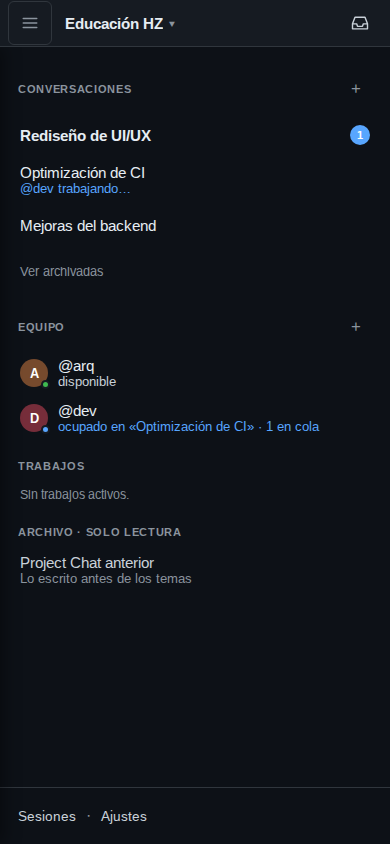 Educación HZ ▾
CONVERSACIONES +
Rediseño de UI/UX 1
Optimización de CI
@dev trabajando…
Mejoras del backend
Ver archivadas
EQUIPO +
A @arq
disponible
D @dev
ocupado en «Optimización de CI» · 1 en cola
TRABAJOS
Sin trabajos activos.
ARCHIVO · SOLO LECTURA
Project Chat anterior
Lo escrito antes de los temas
Sesiones · Ajustes